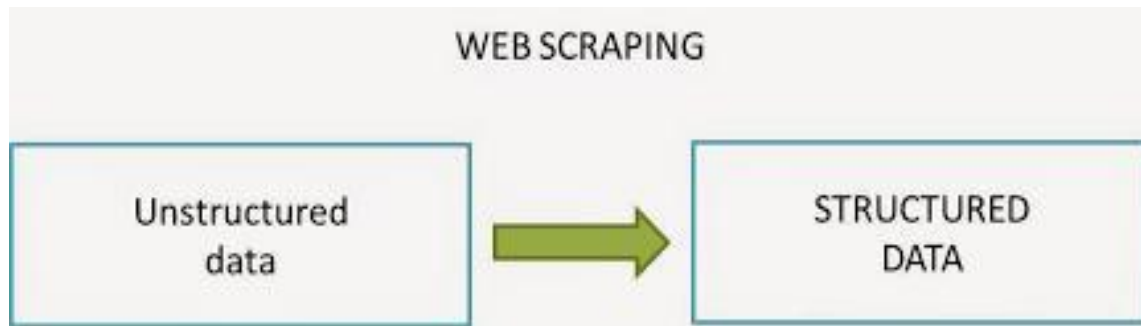 WEB SCRAPING
Unstructured
data
STRUCTURED
DATA